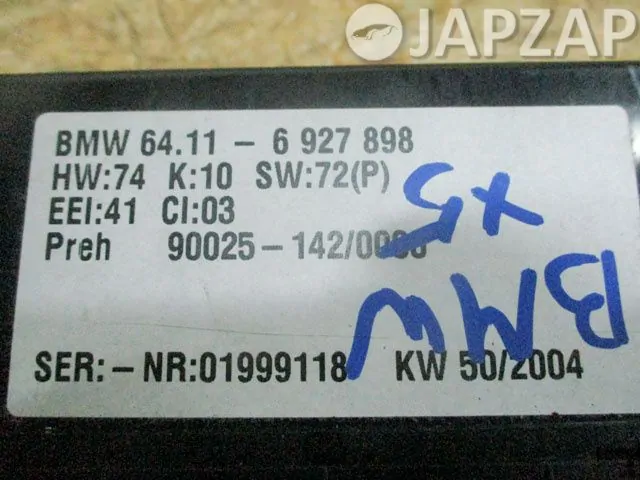 JAPZAP
BMW 64.11 - 6 927 898
HW:74 K:10 SW:72(P)
EEI:41 CI:03
Preh 90025-142/
SER:-NR:01999118 KW 50/2004
BMW
X5